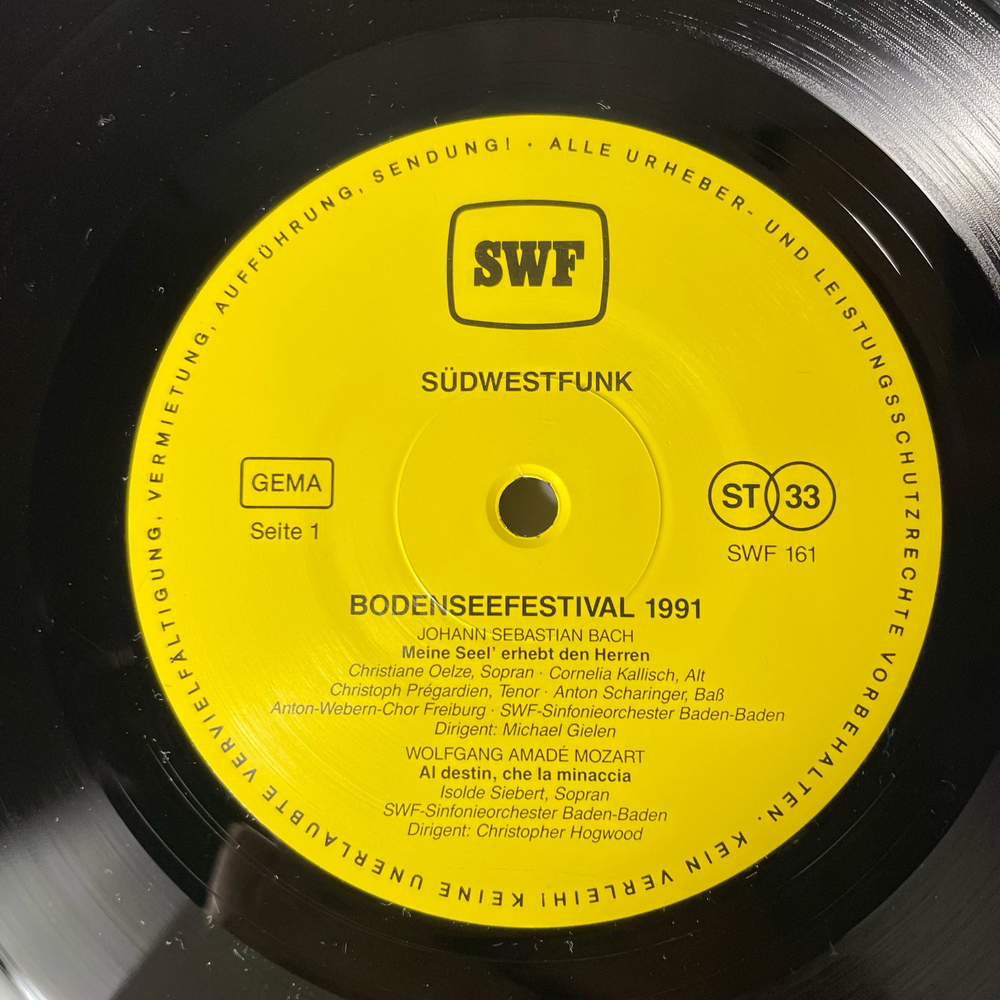 ALLE URHEBER- UND LEISTUNGSSCHUTZRECHTE VORBEHALTEN. KEIN VERLEIH! KEINE UNERLAUBTE VERVIELFÄLTIGUNG, VERMIETUNG, AUFFÜHRUNG, SENDUNG! ·
SWF
SÜDWESTFUNK
GEMA
ST 33
Seite 1
SWF 161
BODENSEEFESTIVAL 1991
JOHANN SEBASTIAN BACH
Meine Seel’ erhebt den Herren
Christiane Oelze, Sopran · Cornelia Kallisch, Alt
Christoph Prégardien, Tenor · Anton Scharinger, Baß
Anton-Webern-Chor Freiburg · SWF-Sinfonieorchester Baden-Baden
Dirigent: Michael Gielen
WOLFGANG AMADÉ MOZART
Al destin, che la minaccia
Isolde Siebert, Sopran
SWF-Sinfonieorchester Baden-Baden
Dirigent: Christopher Hogwood